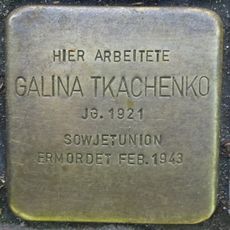 HIER ARBEITETE
GALINA TKACHENKO
JG. 1921
SOWJETUNION
ERMORDET FEB. 1943